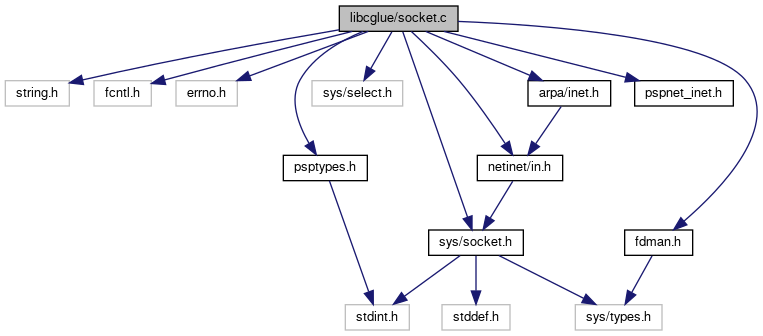 libcglue/socket.c
string.h
fcntl.h
errno.h
sys/select.h
arpa/inet.h
pspnet_inet.h
psptypes.h
netinet/in.h
sys/socket.h
fdman.h
stdint.h
stddef.h
sys/types.h